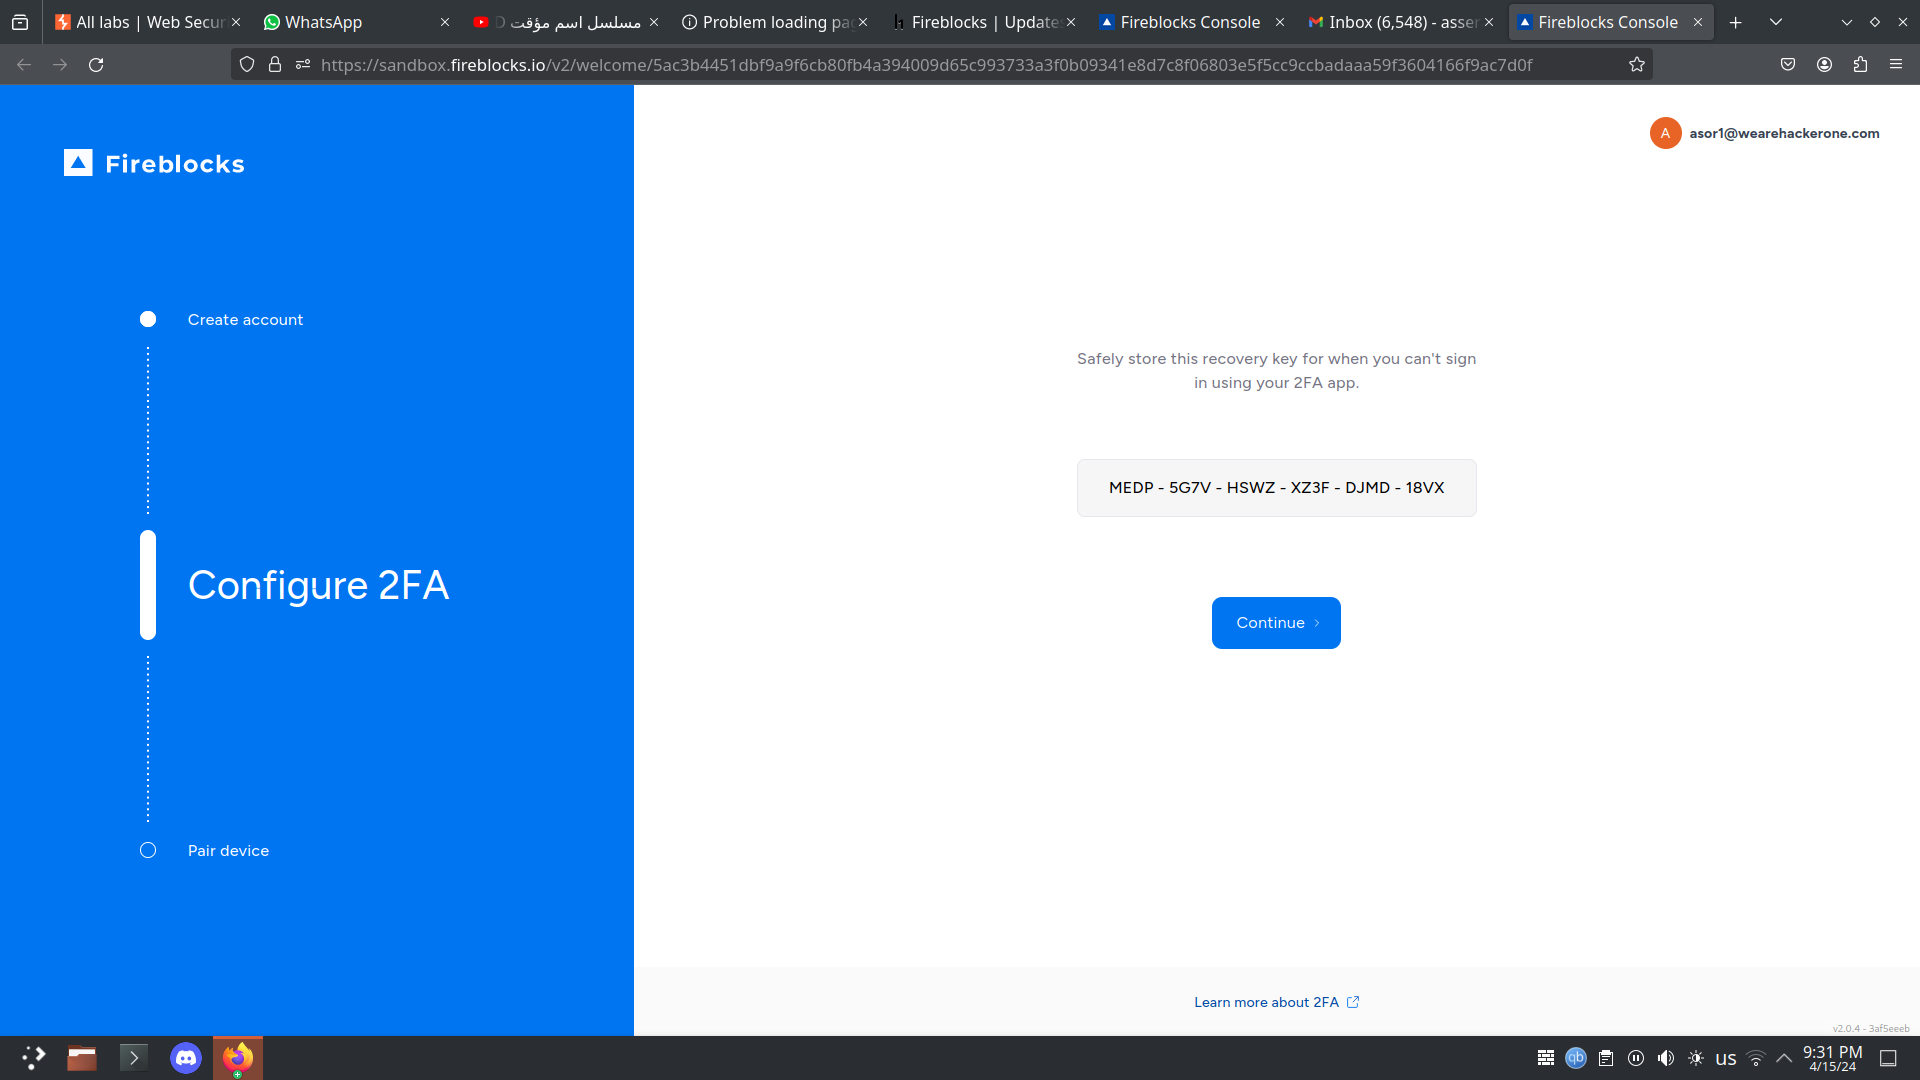 All labs | Web Secur
WhatsApp
مسلسل اسم مؤقت D
Problem loading pa
Fireblocks | Update
Fireblocks Console
Inbox (6,548) - asse
Fireblocks Console
https://sandbox.fireblocks.io/v2/welcome/5ac3b4451dbf9a9f6cb80fb4a394009d65c993733a3f0b09341e8d7c8f06803e5f5cc9ccbadaaa59f3604166f9ac7d0f
Fireblocks
A
asor1@wearehackerone.com
Create account
Configure 2FA
Pair device
Safely store this recovery key for when you can't sign
in using your 2FA app.
MEDP - 5G7V - HSWZ - XZ3F - DJMD - 18VX
Continue
Learn more about 2FA
v2.0.4 - 3af5eeeb
qb
us
9:31 PM
4/15/24